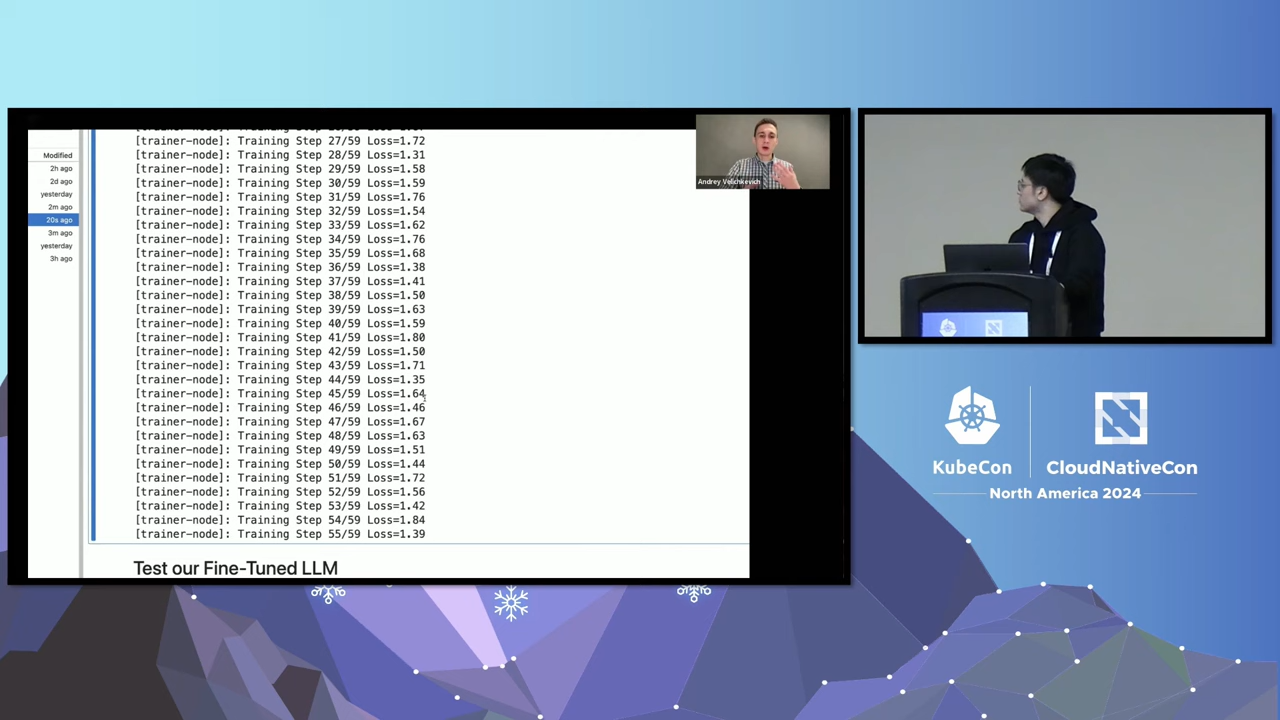 Modified
2h ago
2d ago
yesterday
2m ago
20s ago
3m ago
yesterday
3h ago
[trainer-node]: Training Step 27/59 Loss=1.72
[trainer-node]: Training Step 28/59 Loss=1.31
[trainer-node]: Training Step 29/59 Loss=1.58
[trainer-node]: Training Step 30/59 Loss=1.59
[trainer-node]: Training Step 31/59 Loss=1.76
[trainer-node]: Training Step 32/59 Loss=1.54
[trainer-node]: Training Step 33/59 Loss=1.62
[trainer-node]: Training Step 34/59 Loss=1.76
[trainer-node]: Training Step 35/59 Loss=1.68
[trainer-node]: Training Step 36/59 Loss=1.38
[trainer-node]: Training Step 37/59 Loss=1.41
[trainer-node]: Training Step 38/59 Loss=1.50
[trainer-node]: Training Step 39/59 Loss=1.63
[trainer-node]: Training Step 40/59 Loss=1.59
[trainer-node]: Training Step 41/59 Loss=1.80
[trainer-node]: Training Step 42/59 Loss=1.50
[trainer-node]: Training Step 43/59 Loss=1.71
[trainer-node]: Training Step 44/59 Loss=1.35
[trainer-node]: Training Step 45/59 Loss=1.64
[trainer-node]: Training Step 46/59 Loss=1.46
[trainer-node]: Training Step 47/59 Loss=1.67
[trainer-node]: Training Step 48/59 Loss=1.63
[trainer-node]: Training Step 49/59 Loss=1.51
[trainer-node]: Training Step 50/59 Loss=1.44
[trainer-node]: Training Step 51/59 Loss=1.72
[trainer-node]: Training Step 52/59 Loss=1.56
[trainer-node]: Training Step 53/59 Loss=1.42
[trainer-node]: Training Step 54/59 Loss=1.84
[trainer-node]: Training Step 55/59 Loss=1.39
Test our Fine-Tuned LLM
Andrey Velichkevich
KubeCon
CloudNativeCon
North America 2024